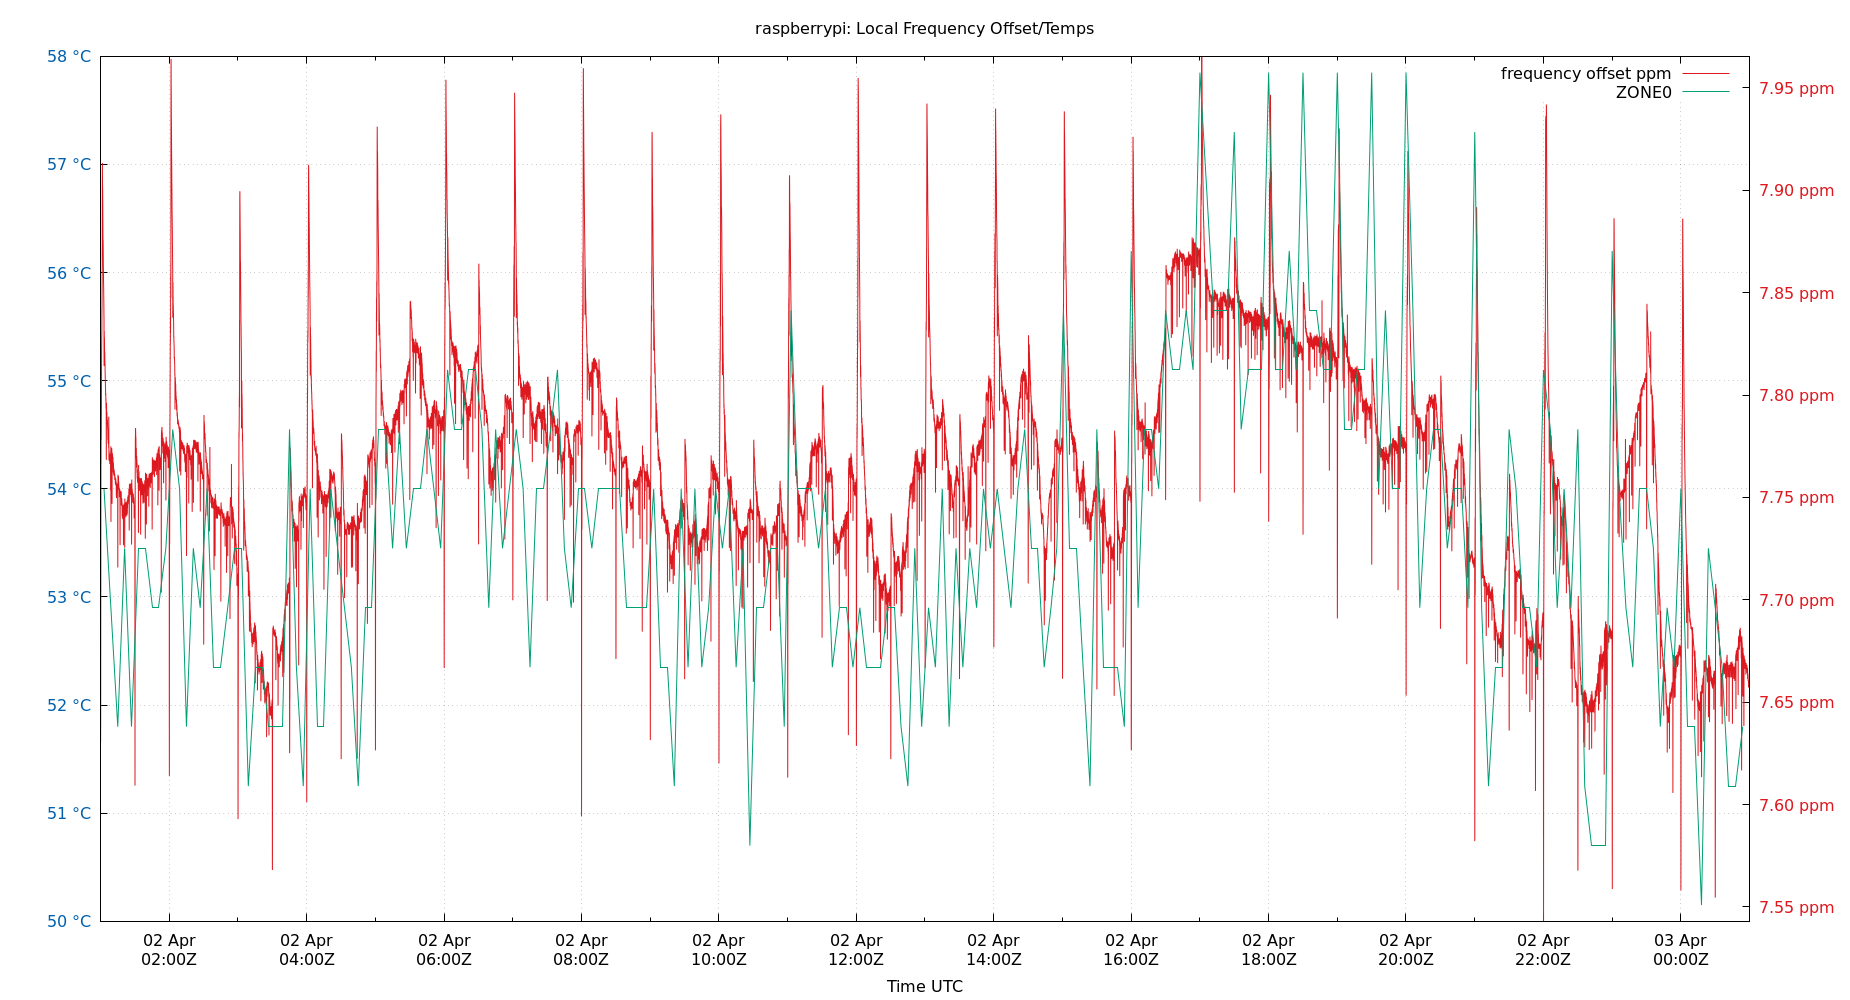 raspberrypi: Local Frequency Offset/Temps
58 °C
57 °C
56 °C
55 °C
54 °C
53 °C
52 °C
51 °C
50 °C
frequency offset ppm
ZONE0
7.95 ppm
7.90 ppm
7.85 ppm
7.80 ppm
7.75 ppm
7.70 ppm
7.65 ppm
7.60 ppm
7.55 ppm
02 Apr
02:00Z
02 Apr
04:00Z
02 Apr
06:00Z
02 Apr
08:00Z
02 Apr
10:00Z
02 Apr
12:00Z
02 Apr
14:00Z
02 Apr
16:00Z
02 Apr
18:00Z
02 Apr
20:00Z
02 Apr
22:00Z
03 Apr
00:00Z
Time UTC